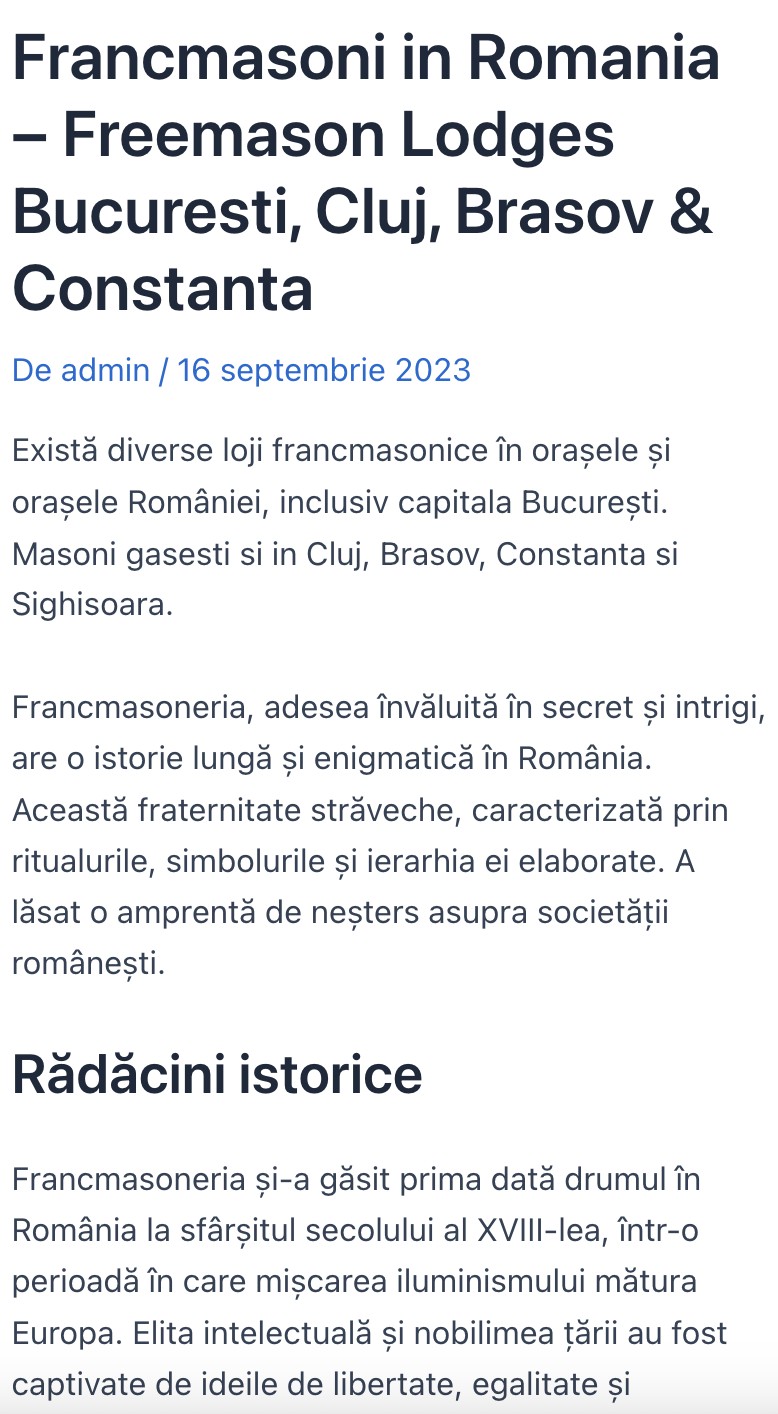 Francmasoni in Romania
– Freemason Lodges
Bucuresti, Cluj, Brasov &
Constanta
De admin / 16 septembrie 2023
Există diverse loji francmasonice în orașele și
orașele României, inclusiv capitala București.
Masoni gasesti si in Cluj, Brasov, Constanta si
Sighisoara.
Francmasoneria, adesea învăluită în secret și intrigi,
are o istorie lungă și enigmatică în România.
Această fraternitate străveche, caracterizată prin
ritualurile, simbolurile și ierarhia ei elaborate. A
lăsat o amprentă de neșters asupra societății
românești.
Rădăcini istorice
Francmasoneria și-a găsit prima dată drumul în
România la sfârșitul secolului al XVIII-lea, într-o
perioadă în care mișcarea iluminismului mătura
Europa. Elita intelectuală și nobilimea țării au fost
captivate de ideile de libertate, egalitate și